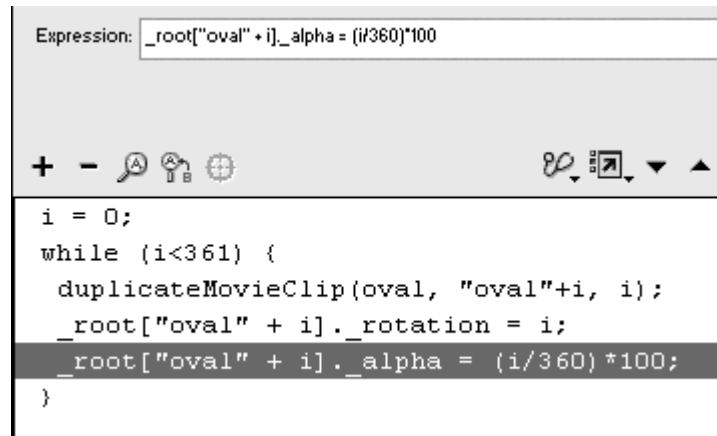 Expression: _root["oval" + i]._alpha = (i/360)*100
i = 0;
while (i<361) {
duplicateMovieClip(oval, "oval"+i, i);
_root["oval" + i]._rotation = i;
_root["oval" + i]._alpha = (i/360)*100;
}